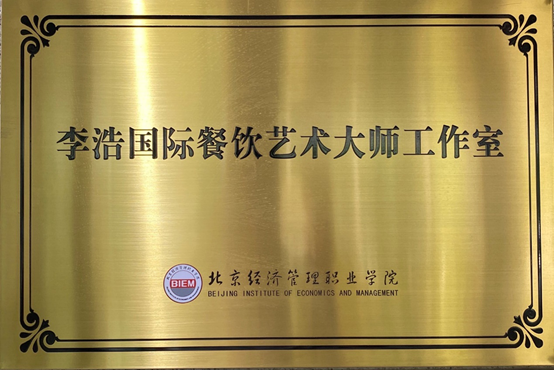 李浩国际餐饮艺术大师工作室
BIEM
北京经济管理职业学院
BEIJING INSTITUTE OF ECONOMICS AND MANAGEMENT